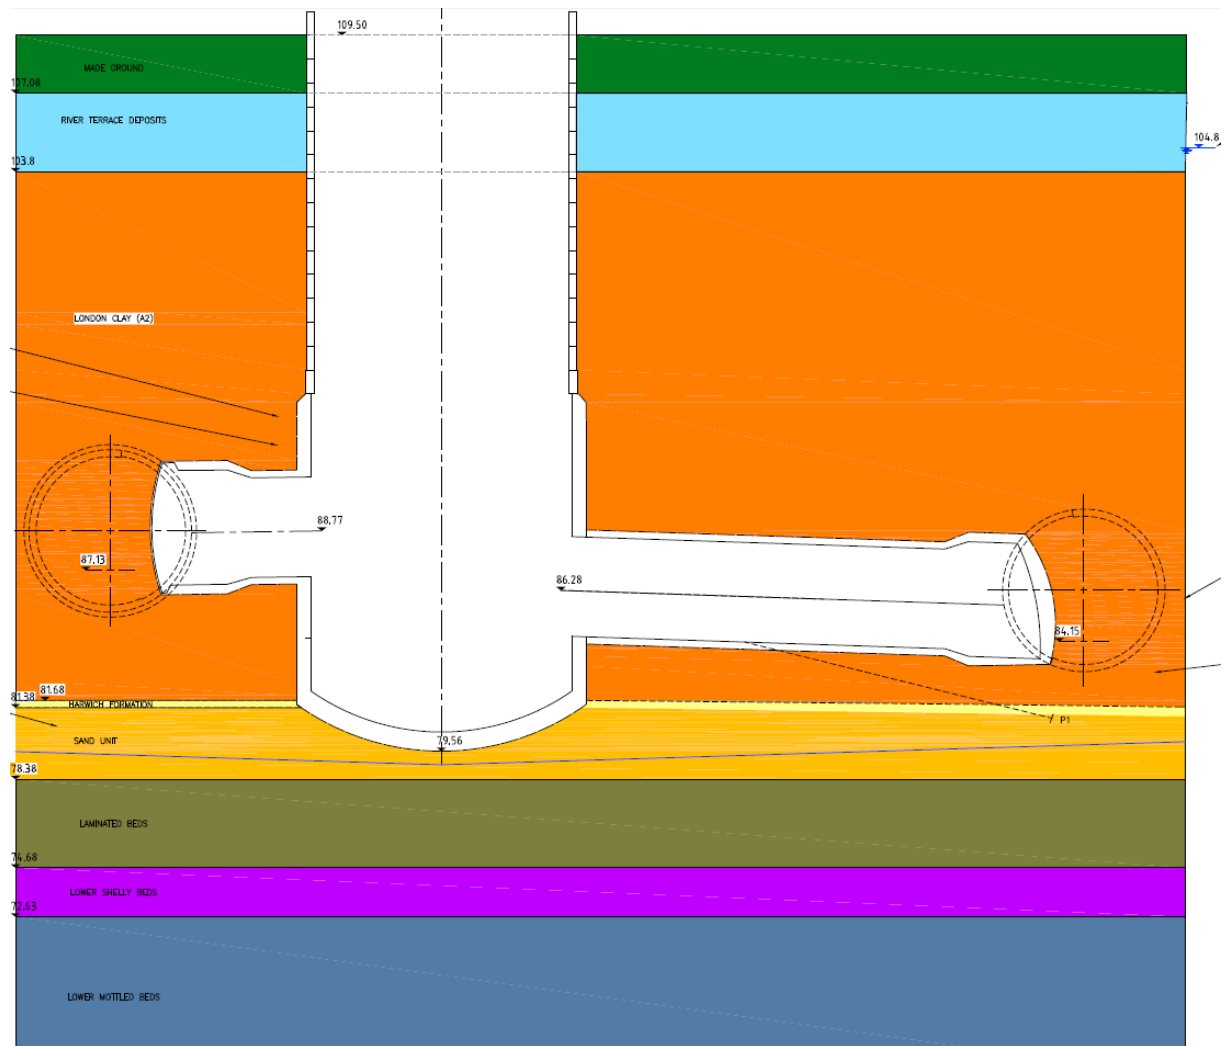 109.50
MADE GROUND
107.08
RIVER TERRACE DEPOSITS
104.8
103.8
LONDON CLAY (A2)
88.77
87.13
86.28
84.15
81.68
81.38
HARWICH FORMATION
P1
SAND UNIT
79.56
78.38
LAMINATED BEDS
74.68
LOWER SHELLY BEDS
72.63
LOWER MOTTLED BEDS